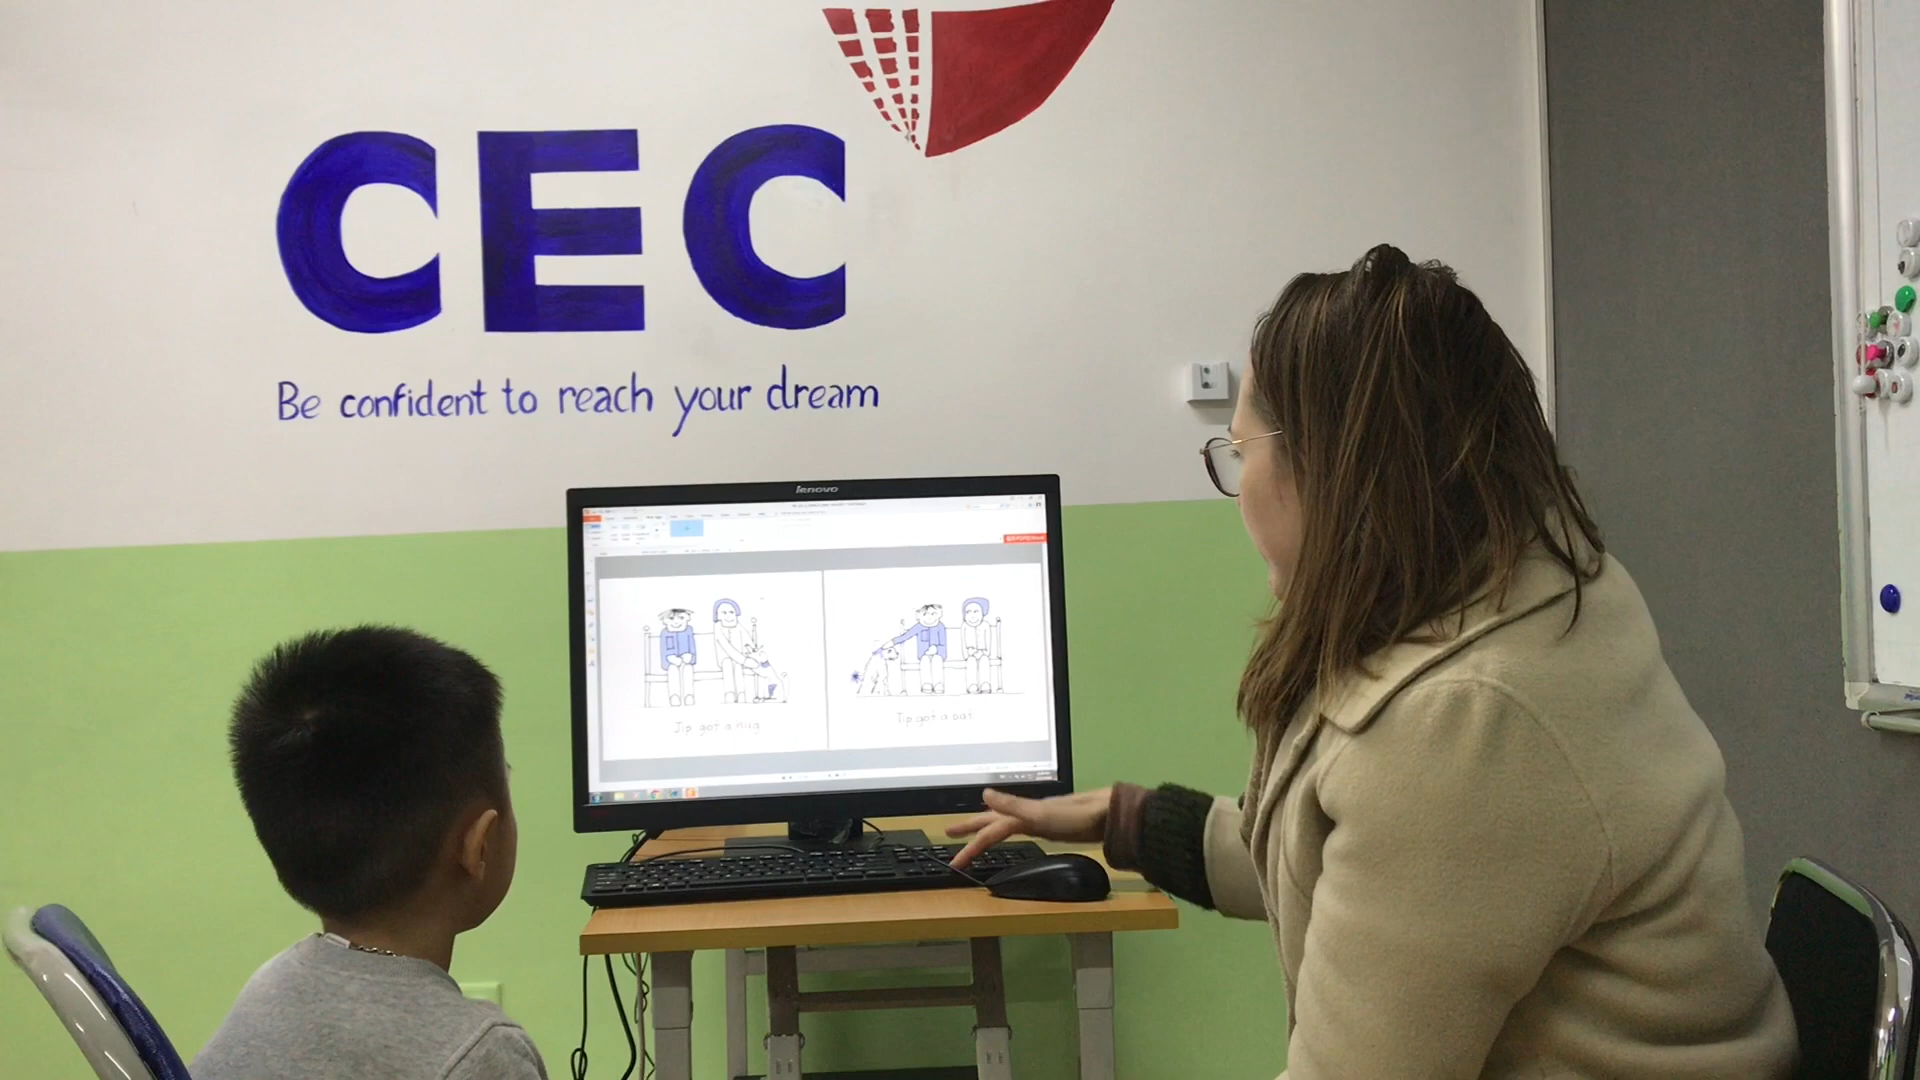 CEC
Be confident to reach your dream
lenovo
Jip got a hug
Jip got a pat